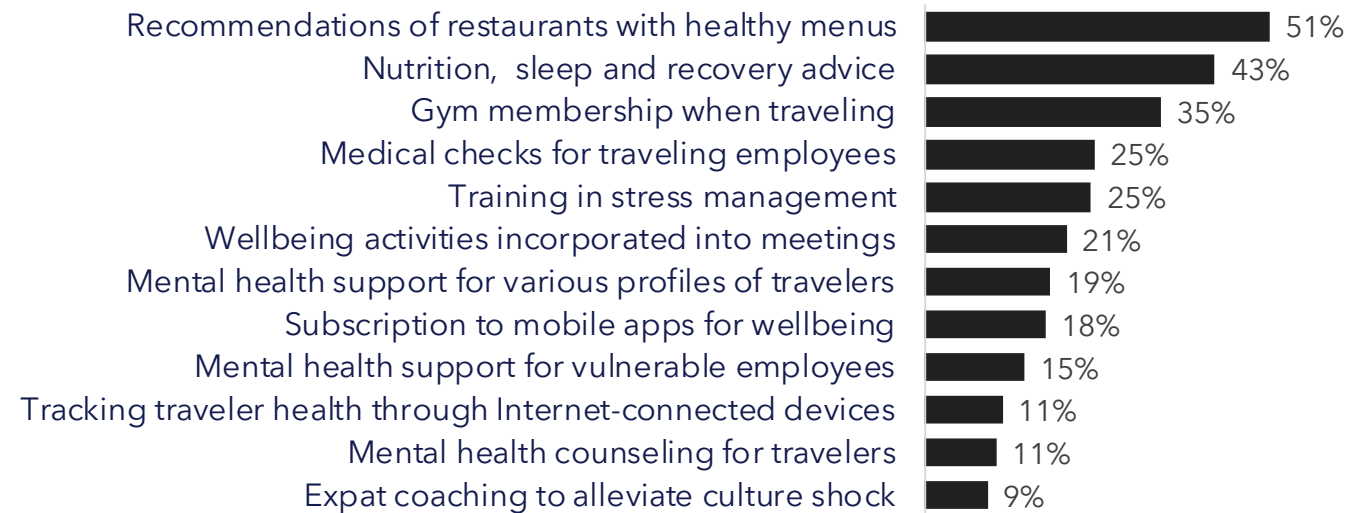 Recommendations of restaurants with healthy menus 51%
Nutrition, sleep and recovery advice 43%
Gym membership when traveling 35%
Medical checks for traveling employees 25%
Training in stress management 25%
Wellbeing activities incorporated into meetings 21%
Mental health support for various profiles of travelers 19%
Subscription to mobile apps for wellbeing 18%
Mental health support for vulnerable employees 15%
Tracking traveler health through Internet-connected devices 11%
Mental health counseling for travelers 11%
Expat coaching to alleviate culture shock 9%